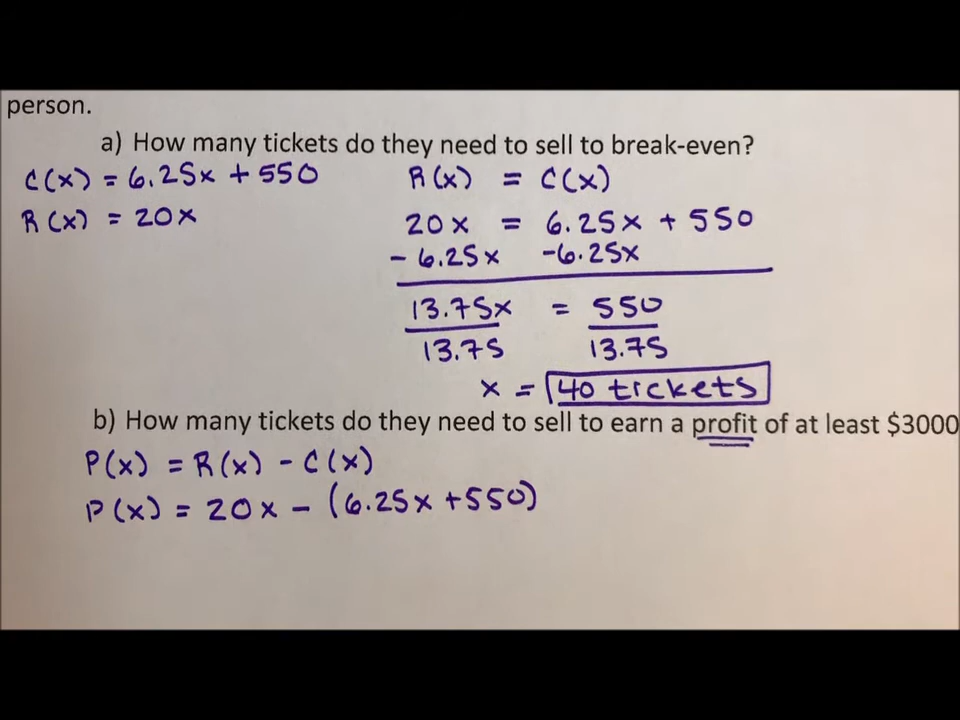 person.
a) How many tickets do they need to sell to break-even?
C(x) = 6.25x + 550
R(x) = 20x
R(x) = C(x)
20x = 6.25x + 550
- 6.25x -6.25x
13.75x = 550
13.75 13.75
x = 40 tickets
b) How many tickets do they need to sell to earn a profit of at least $3000
P(x) = R(x) - C(x)
P(x) = 20x - (6.25x + 550)